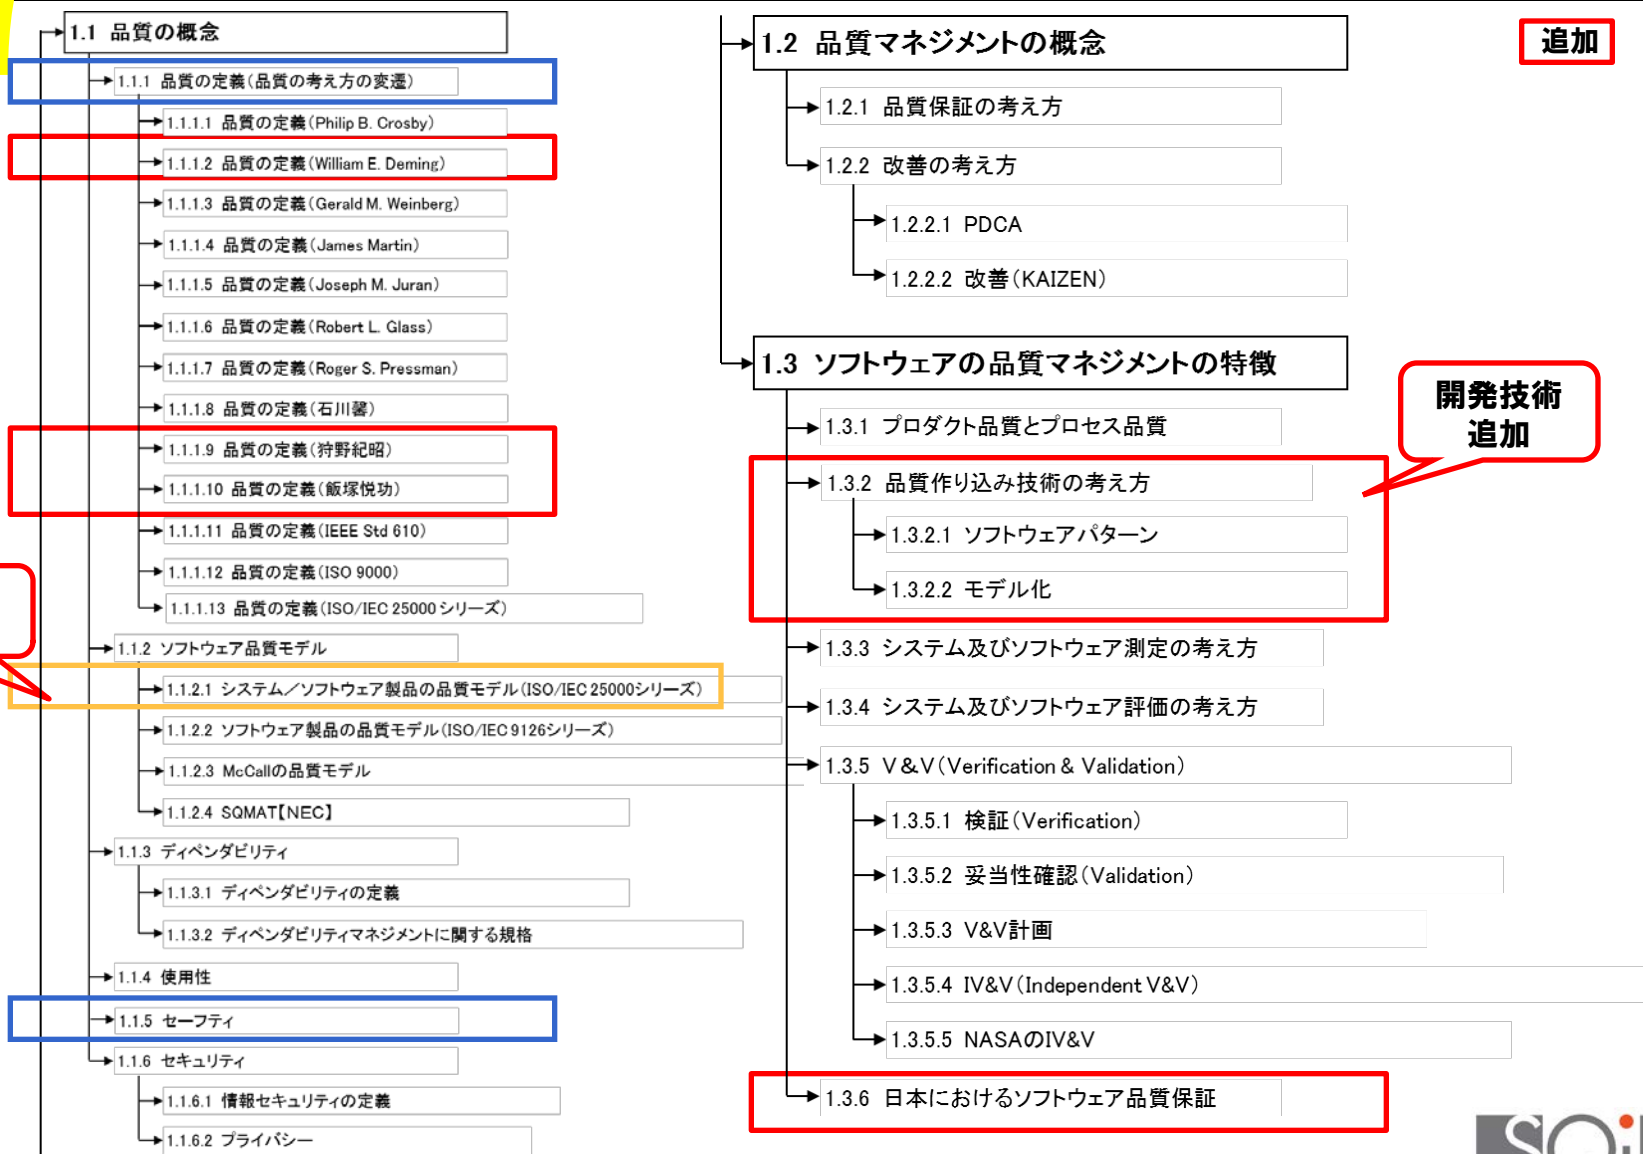 1.1 品質の概念
1.1.1 品質の定義(品質の考え方の変遷)
1.1.1.1 品質の定義(Philip B. Crosby)
1.1.1.2 品質の定義(William E. Deming)
1.1.1.3 品質の定義(Gerald M. Weinberg)
1.1.1.4 品質の定義(James Martin)
1.1.1.5 品質の定義(Joseph M. Juran)
1.1.1.6 品質の定義(Robert L. Glass)
1.1.1.7 品質の定義(Roger S. Pressman)
1.1.1.8 品質の定義(石川馨)
1.1.1.9 品質の定義(狩野紀昭)
1.1.1.10 品質の定義(飯塚悦功)
1.1.1.11 品質の定義(IEEE Std 610)
1.1.1.12 品質の定義(ISO 9000)
1.1.1.13 品質の定義(ISO/IEC 25000 シリーズ)
1.1.2 ソフトウェア品質モデル
1.1.2.1 システム/ソフトウェア製品の品質モデル(ISO/IEC 25000シリーズ)
1.1.2.2 ソフトウェア製品の品質モデル(ISO/IEC 9126シリーズ)
1.1.2.3 McCallの品質モデル
1.1.2.4 SQMAT【NEC】
1.1.3 ディペンダビリティ
1.1.3.1 ディペンダビリティの定義
1.1.3.2 ディペンダビリティマネジメントに関する規格
1.1.4 使用性
1.1.5 セーフティ
1.1.6 セキュリティ
1.1.6.1 情報セキュリティの定義
1.1.6.2 プライバシー
1.2 品質マネジメントの概念
1.2.1 品質保証の考え方
1.2.2 改善の考え方
1.2.2.1 PDCA
1.2.2.2 改善(KAIZEN)
1.3 ソフトウェアの品質マネジメントの特徴
1.3.1 プロダクト品質とプロセス品質
1.3.2 品質作り込み技術の考え方
1.3.2.1 ソフトウェアパターン
1.3.2.2 モデル化
1.3.3 システム及びソフトウェア測定の考え方
1.3.4 システム及びソフトウェア評価の考え方
1.3.5 V&V(Verification & Validation)
1.3.5.1 検証(Verification)
1.3.5.2 妥当性確認(Validation)
1.3.5.3 V&V計画
1.3.5.4 IV&V(Independent V&V)
1.3.5.5 NASAのIV&V
1.3.6 日本におけるソフトウェア品質保証
追加
開発技術
追加